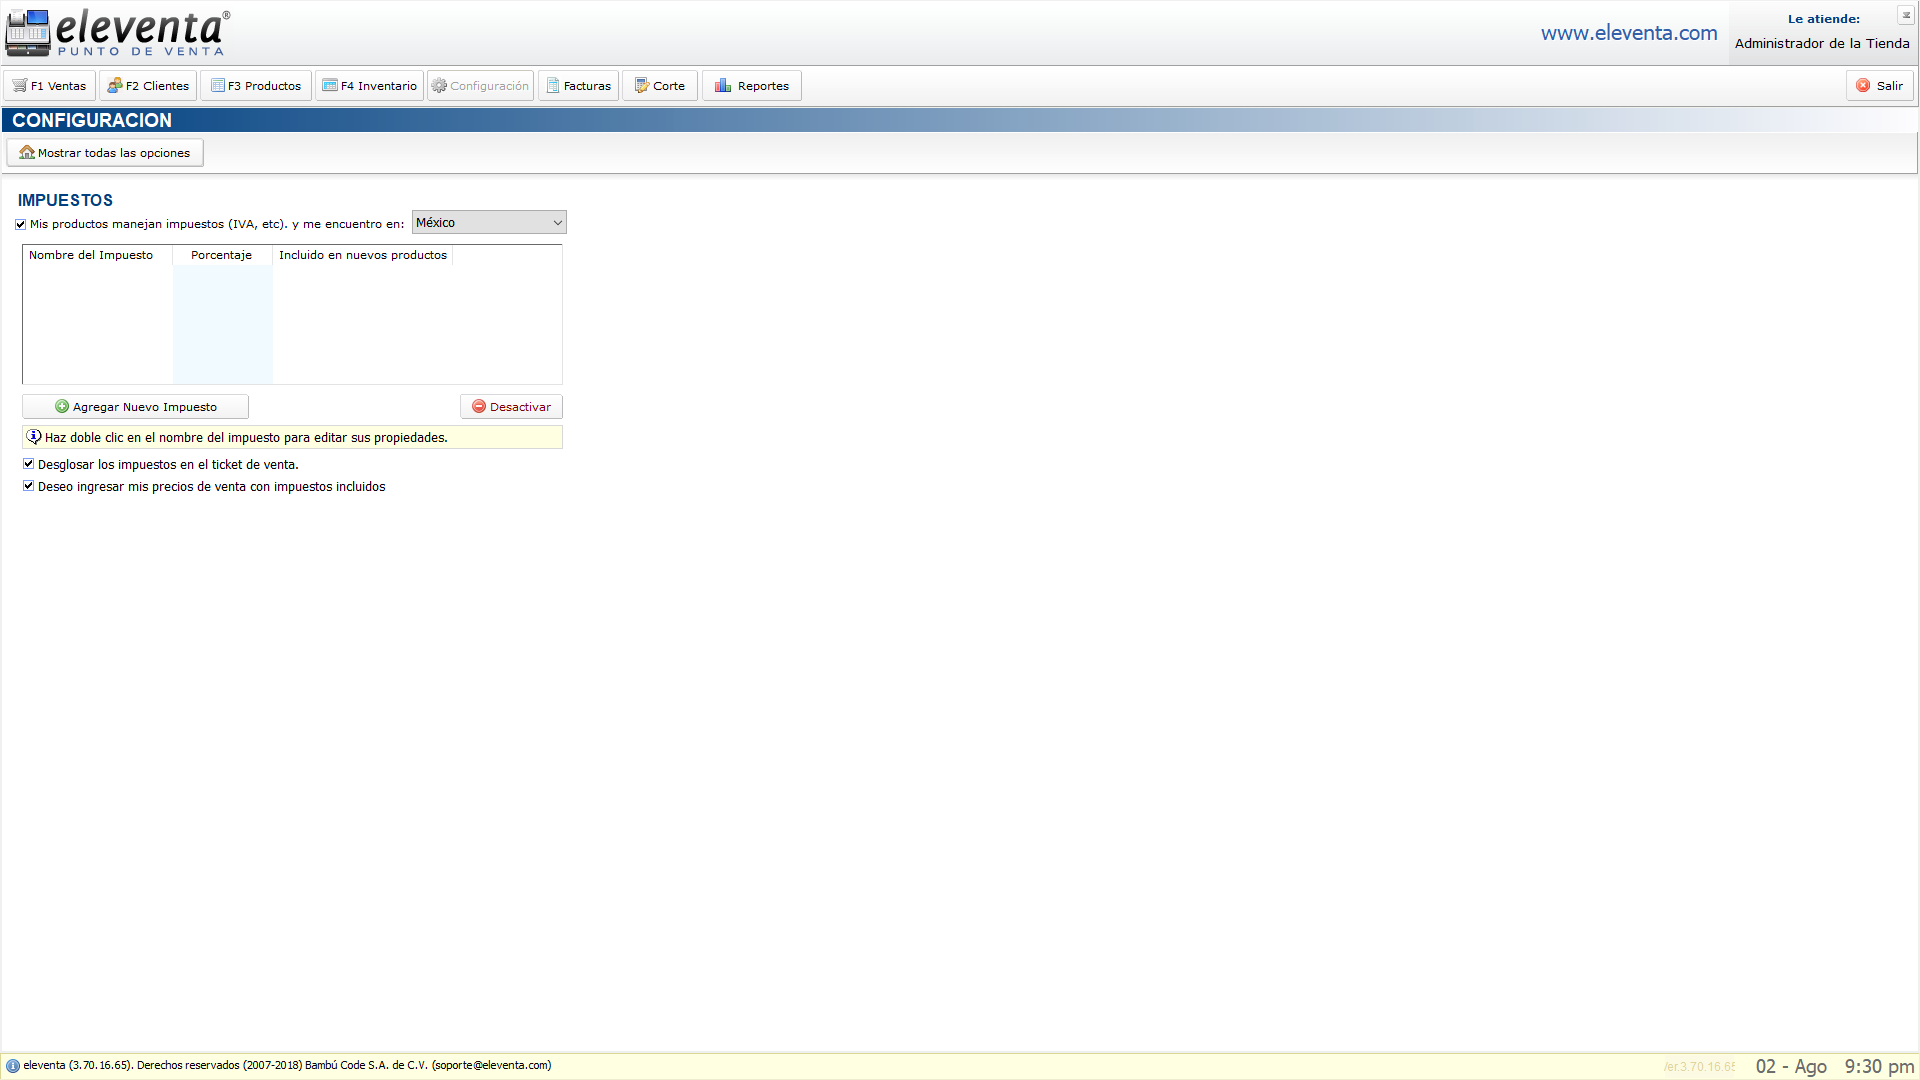 eleventa®
PUNTO DE VENTA
www.eleventa.com
Le atiende:
Administrador de la Tienda
F1 Ventas
F2 Clientes
F3 Productos
F4 Inventario
Configuración
Facturas
Corte
Reportes
Salir
CONFIGURACION
Mostrar todas las opciones
IMPUESTOS
Mis productos manejan impuestos (IVA, etc). y me encuentro en:
México
Nombre del Impuesto
Porcentaje
Incluido en nuevos productos
Agregar Nuevo Impuesto
Desactivar
Haz doble clic en el nombre del impuesto para editar sus propiedades.
Desglosar los impuestos en el ticket de venta.
Deseo ingresar mis precios de venta con impuestos incluidos
eleventa (3.70.16.65). Derechos reservados (2007-2018) Bambú Code S.A. de C.V. (soporte@eleventa.com)
02 - Ago
9:30 pm